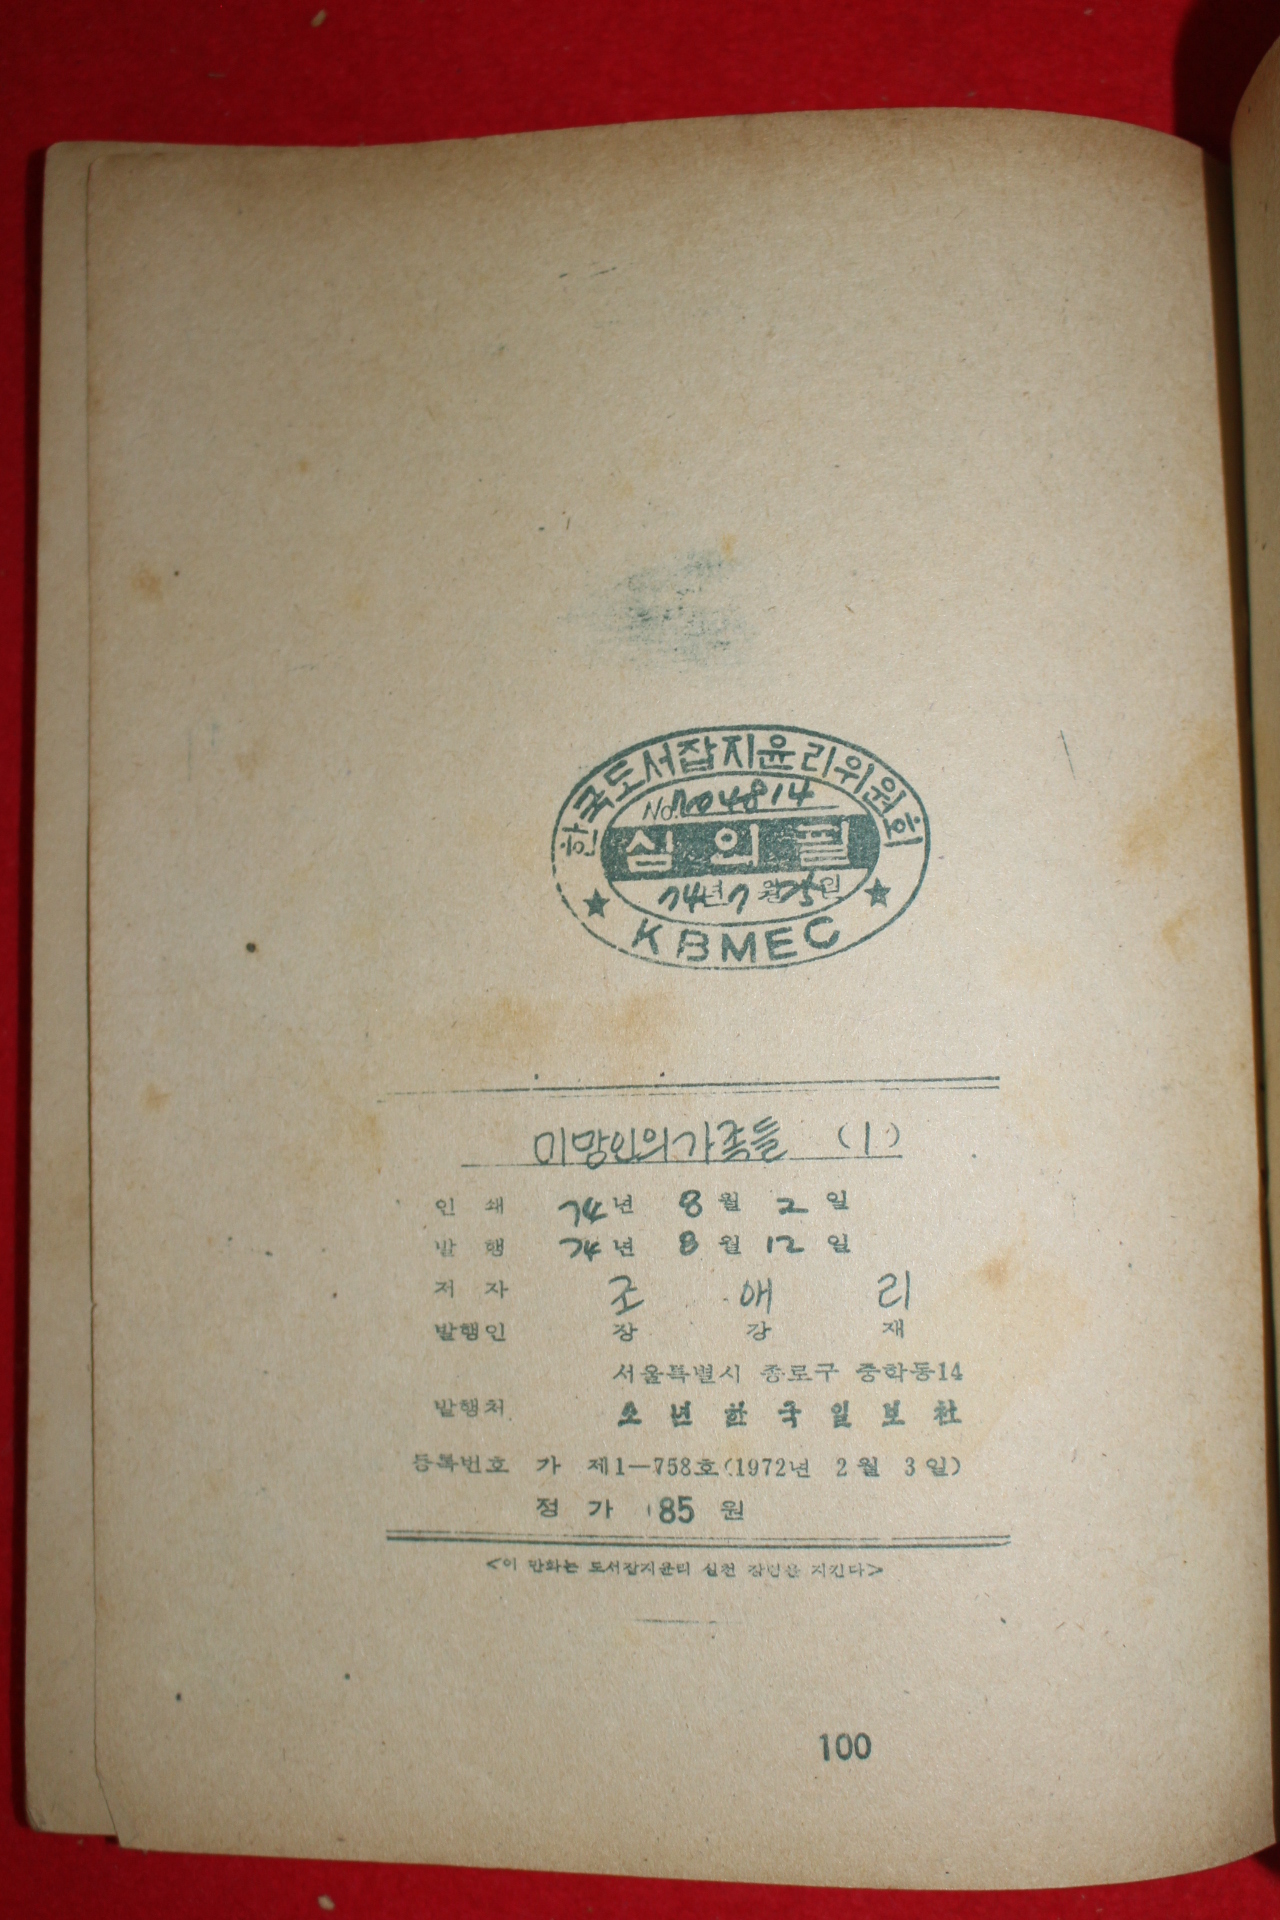 한국도서잡지윤리위원회
No. 704814
심의필
74년 7월 25일
KBMEC
미망인의 가족들 (1)
인 쇄 74년 8월 2일
발 행 74년 8월 12일
저 자 조 애 리
발행인 장 강 재
서울특별시 종로구 중학동14
발행처 소년한국일보社
등록번호 가 제1—758호(1972년 2월 3일)
정 가 85 원
<이 만화는 도서잡지윤리 실천 강령을 지킨다>
100